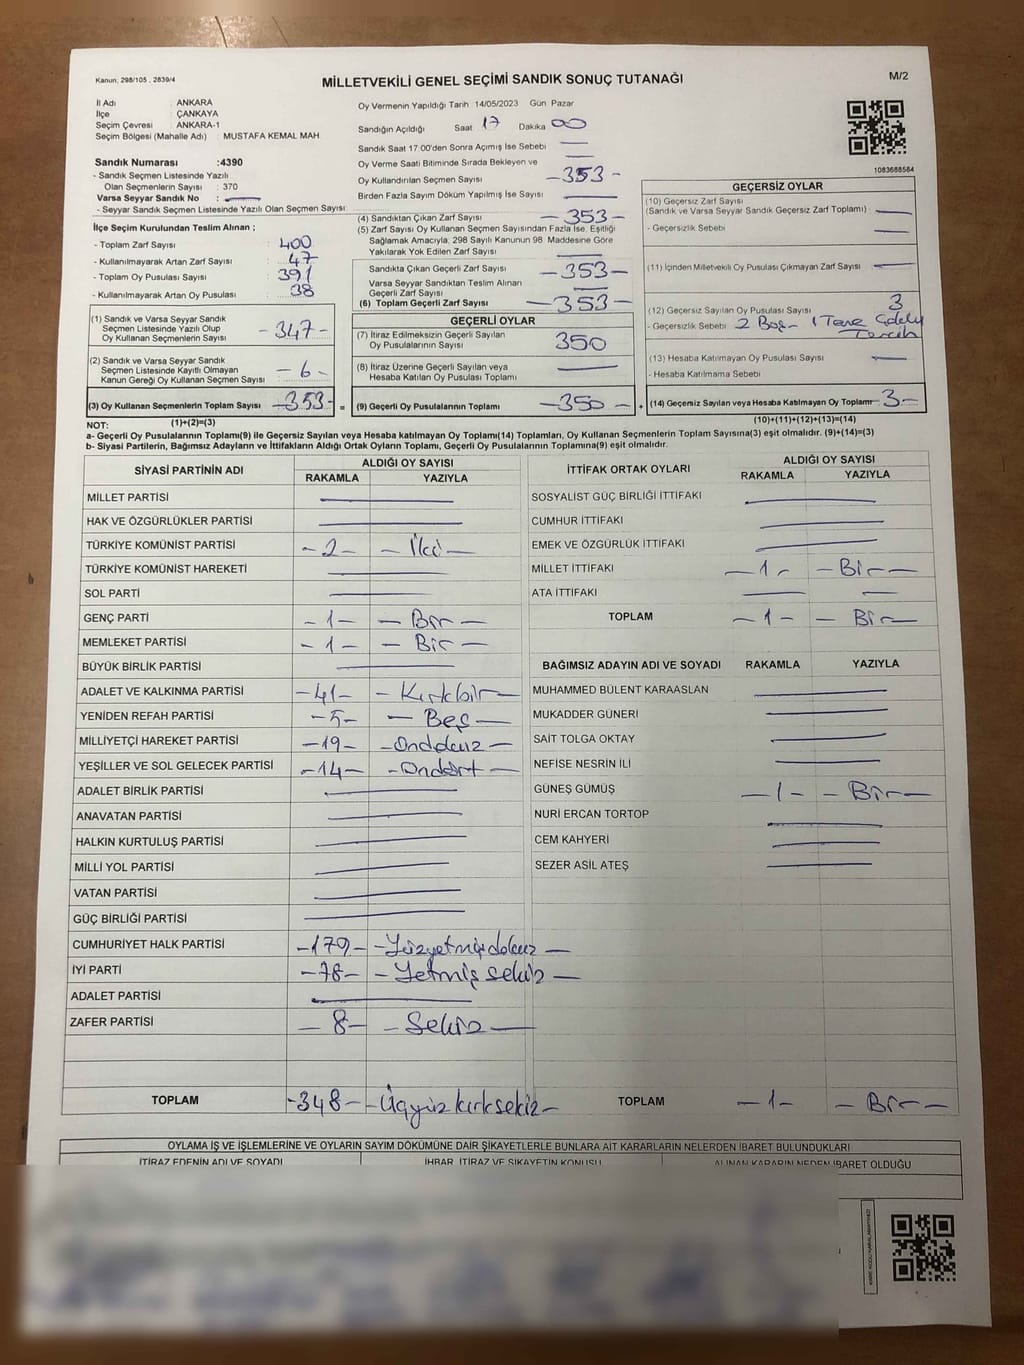 Kanun, 298/105 , 2839/4
MİLLETVEKİLİ GENEL SEÇİMİ SANDIK SONUÇ TUTANAĞI
M/2
İl Adı : ANKARA
İlçe : ÇANKAYA
Seçim Çevresi : ANKARA-1
Seçim Bölgesi (Mahalle Adı) : MUSTAFA KEMAL MAH
Sandık Numarası :4390
- Sandık Seçmen Listesinde Yazılı
Olan Seçmenlerin Sayısı : 370
Varsa Seyyar Sandık No :
- Seyyar Sandık Seçmen Listesinde Yazılı Olan Seçmen Sayısı:
İlçe Seçim Kurulundan Teslim Alınan ;
- Toplam Zarf Sayısı : 400
- Kullanılmayarak Artan Zarf Sayısı : 47
- Toplam Oy Pusulası Sayısı : 391
- Kullanılmayarak Artan Oy Pusulası : 38
(1) Sandık ve Varsa Seyyar Sandık
Seçmen Listesinde Yazılı Olup
Oy Kullanan Seçmenlerin Sayısı - 347-
(2) Sandık ve Varsa Seyyar Sandık
Seçmen Listesinde Kayıtlı Olmayan
Kanun Gereği Oy Kullanan Seçmen Sayısı - 6 -
(3) Oy Kullanan Seçmenlerin Toplam Sayısı -353-
(1)+(2)=(3)
Oy Vermenin Yapıldığı Tarih 14/05/2023 Gün Pazar
Sandığın Açıldığı Saat 17 Dakika 00
Sandık Saat 17:00'den Sonra Açımış İse Sebebi
Oy Verme Saati Bitiminde Sırada Bekleyen ve
Oy Kullandırılan Seçmen Sayısı -353-
Birden Fazla Sayım Döküm Yapılmış İse Sayısı
(4) Sandıktan Çıkan Zarf Sayısı - 353-
(5) Zarf Sayısı Oy Kullanan Seçmen Sayısından Fazla İse, Eşitliği
Sağlamak Amacıyla, 298 Sayılı Kanunun 98 Maddesine Göre
Yakılarak Yok Edilen Zarf Sayısı
Sandıkta Çıkan Geçerli Zarf Sayısı -353-
Varsa Seyyar Sandıktan Teslim Alınan
Geçerli Zarf Sayısı
(6) Toplam Geçerli Zarf Sayısı -353-
GEÇERLİ OYLAR
(7) İtiraz Edilmeksizin Geçerli Sayılan
Oy Pusulalarının Sayısı 350
(8) İtiraz Üzerine Geçerli Sayılan veya
Hesaba Katılan Oy Pusulası Toplamı
= (9) Geçerli Oy Pusulalarının Toplamı -350-
1083688584
GEÇERSİZ OYLAR
(10) Geçersiz Zarf Sayısı
(Sandık ve Varsa Seyyar Sandık Geçersiz Zarf Toplamı) :
- Geçersizlik Sebebi :
(11) İçinden Milletvekili Oy Pusulası Çıkmayan Zarf Sayısı
(12) Geçersiz Sayılan Oy Pusulası Sayısı 3
- Geçersizlik Sebebi 2 Boş- 1 Tane
Tercih
(13) Hesaba Katılmayan Oy Pusulası Sayısı
- Hesaba Katılmama Sebebi
+ (14) Geçersiz Sayılan veya Hesaba Katılmayan Oy Toplamı 3-
(10)+(11)+(12)+(13)=(14)
NOT:
a- Geçerli Oy Pusulalarının Toplamı(9) ile Geçersiz Sayılan veya Hesaba katılmayan Oy Toplamı(14) Toplamları, Oy Kullanan Seçmenlerin Toplam Sayısına(3) eşit olmalıdır. (9)+(14)=(3)
b- Siyasi Partilerin, Bağımsız Adayların ve İttifakların Aldığı Ortak Oyların Toplamı, Geçerli Oy Pusulalarının Toplamına(9) eşit olmalıdır.
SİYASİ PARTİNİN ADI ALDIĞI OY SAYISI
RAKAMLA YAZIYLA
MİLLET PARTİSİ
HAK VE ÖZGÜRLÜKLER PARTİSİ
TÜRKİYE KOMÜNİST PARTİSİ -2- - İki -
TÜRKİYE KOMÜNİST HAREKETİ
SOL PARTİ
GENÇ PARTİ -1- - Bir -
MEMLEKET PARTİSİ -1- - Bir -
BÜYÜK BİRLİK PARTİSİ
ADALET VE KALKINMA PARTİSİ -41- - Kırkbir-
YENİDEN REFAH PARTİSİ -5- - Beş -
MİLLİYETÇİ HAREKET PARTİSİ -19- -Ondokuz -
YEŞİLLER VE SOL GELECEK PARTİSİ -14- -Ondört -
ADALET BİRLİK PARTİSİ
ANAVATAN PARTİSİ
HALKIN KURTULUŞ PARTİSİ
MİLLİ YOL PARTİSİ
VATAN PARTİSİ
GÜÇ BİRLİĞİ PARTİSİ
CUMHURİYET HALK PARTİSİ -179- -Yüzyetmişdokuz -
İYİ PARTİ -78- -Yetmiş sekiz -
ADALET PARTİSİ
ZAFER PARTİSİ -8- -Sekiz -
TOPLAM -348- -Üçyüz kırksekiz-
İTTİFAK ORTAK OYLARI ALDIĞI OY SAYISI
RAKAMLA YAZIYLA
SOSYALİST GÜÇ BİRLİĞİ İTTİFAKI
CUMHUR İTTİFAKI
EMEK VE ÖZGÜRLÜK İTTİFAKI
MİLLET İTTİFAKI -1- -Bir-
ATA İTTİFAKI
TOPLAM -1- - Bir-
BAĞIMSIZ ADAYIN ADI VE SOYADI RAKAMLA YAZIYLA
MUHAMMED BÜLENT KARAASLAN
MUKADDER GÜNERİ
SAİT TOLGA OKTAY
NEFİSE NESRİN İLİ
GÜNEŞ GÜMÜŞ -1- - Bir-
NURİ ERCAN TORTOP
CEM KAHYERİ
SEZER ASİL ATEŞ
TOPLAM -1- - Bir-
OYLAMA İŞ VE İŞLEMLERİNE VE OYLARIN SAYIM DÖKÜMÜNE DAİR ŞİKAYETLERLE BUNLARA AİT KARARLARIN NELERDEN İBARET BULUNDUKLARI
İTİRAZ EDENİN ADI VE SOYADI İHBAR, İTİRAZ VE ŞİKAYETİN KONUSU ALINAN KARARIN NEDEN İBARET OLDUĞU